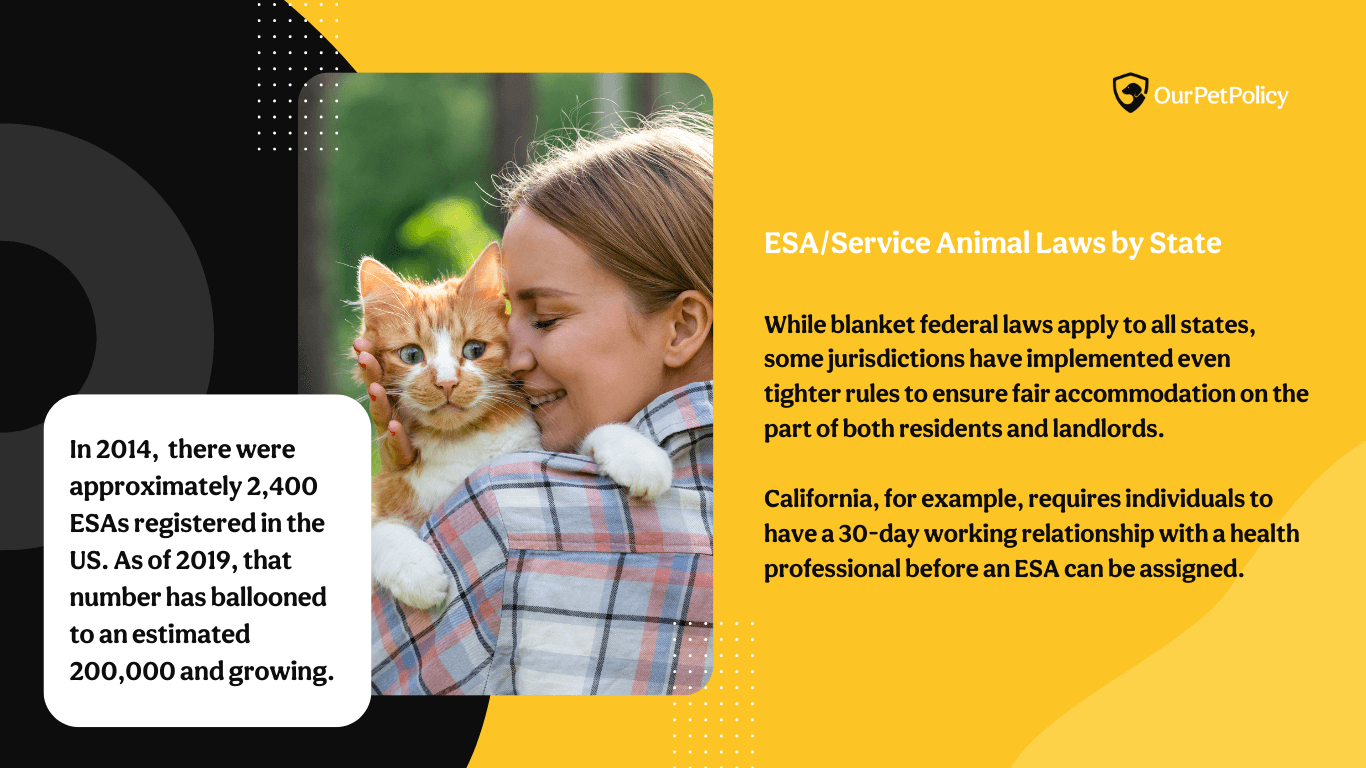 OurPetPolicy
ESA/Service Animal Laws by State
While blanket federal laws apply to all states,
some jurisdictions have implemented even
tighter rules to ensure fair accommodation on the
part of both residents and landlords.
California, for example, requires individuals to
have a 30-day working relationship with a health
professional before an ESA can be assigned.
In 2014,  there were
approximately 2,400
ESAs registered in the
US. As of 2019, that
number has ballooned
to an estimated
200,000 and growing.